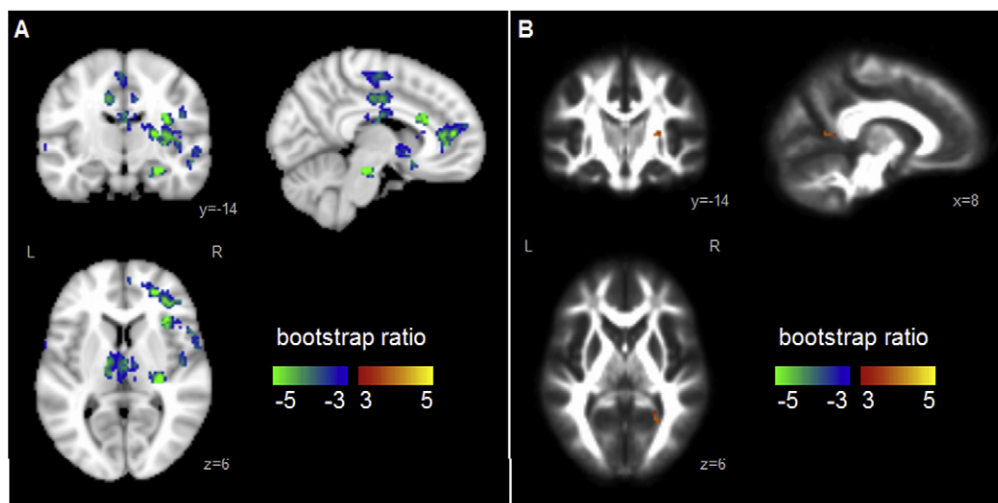 A
y=-14
L
R
bootstrap ratio
-5
-3
3
5
z=6
B
y=-14
x=8
L
R
bootstrap ratio
-5
-3
3
5
z=6